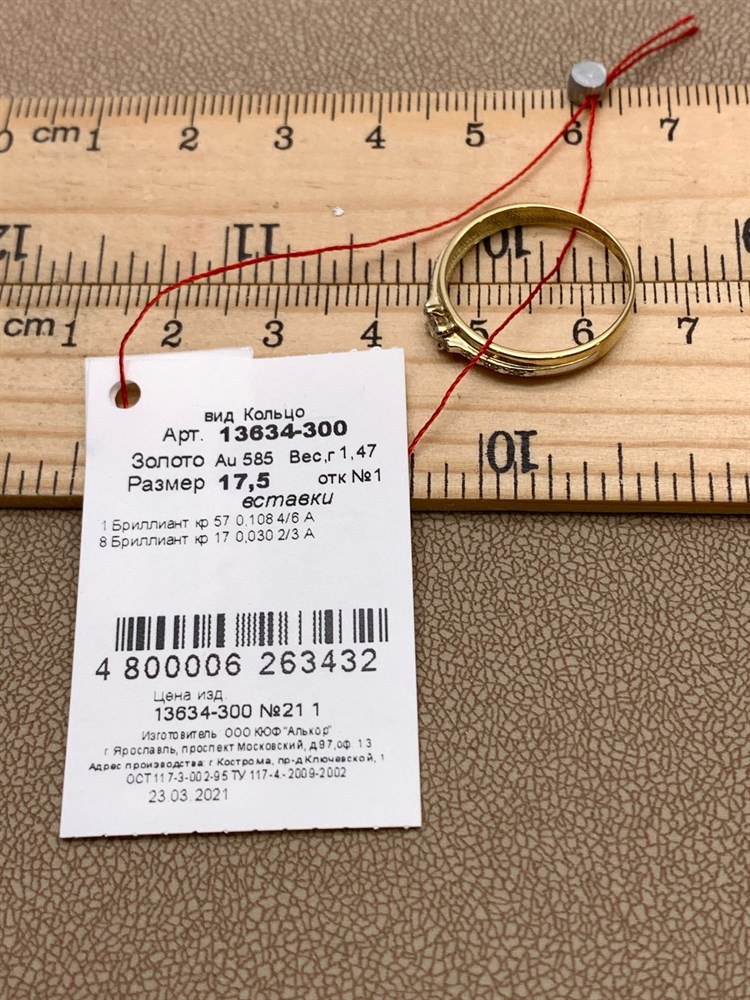 0 cm 1 2 3 4 5 6 7
12 11 10 9
cm 1 2 3 4 5 6 7
10
вид Кольцо
Арт. 13634-300
Золото Au 585 Вес,г 1,47
Размер 17,5 отк №1
вставки
1 Бриллиант кр 57 0,108 4/6 А
8 Бриллиант кр 17 0,030 2/3 А
4 800006 263432
Цена изд.
13634-300 №21 1
Изготовитель: ООО КЮФ "Алькор"
г. Ярославль, проспект Московский, д.97,оф. 13
Адрес производства: г Кострома, пр-д Ключевской, 1
ОСТ117-3-002-95 ТУ 117-4.-2009-2002
23.03.2021